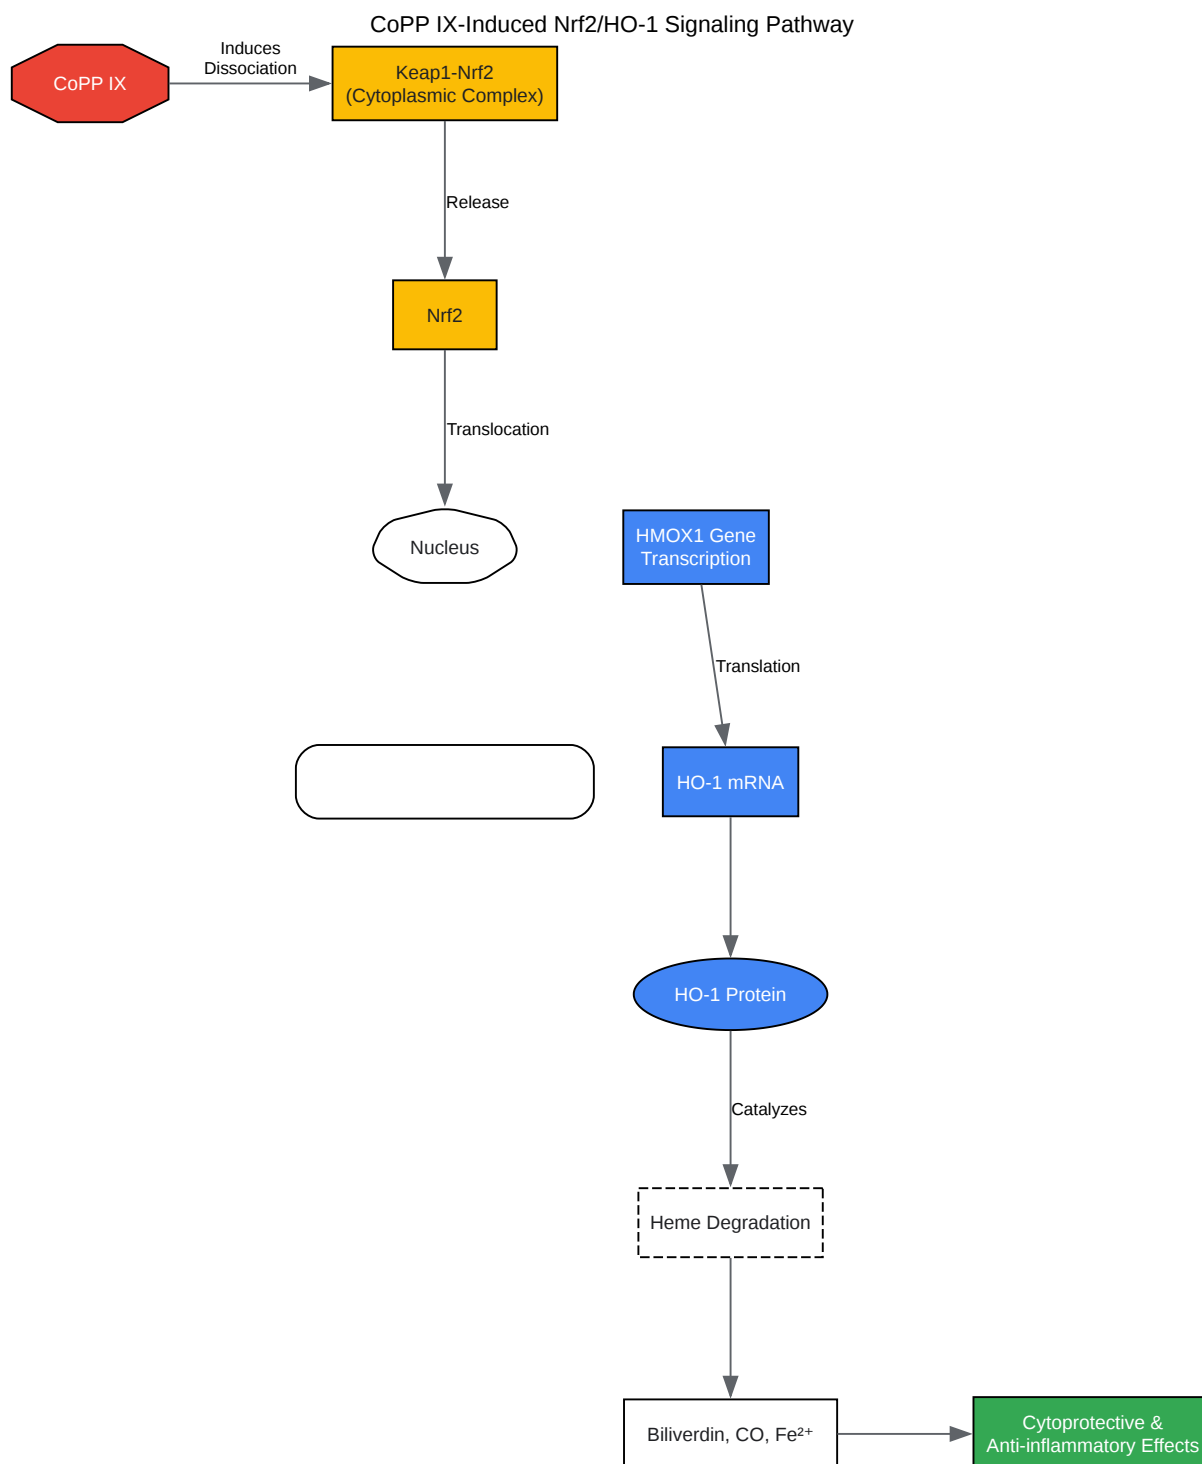 CoPP IX-Induced Nrf2/HO-1 Signaling Pathway
CoPP IX
Induces
Dissociation
Keap1-Nrf2
(Cytoplasmic Complex)
Release
Nrf2
Translocation
Nucleus
HMOX1 Gene
Transcription
Translation
HO-1 mRNA
HO-1 Protein
Catalyzes
Heme Degradation
Biliverdin, CO, Fe²⁺
Cytoprotective &
Anti-inflammatory Effects